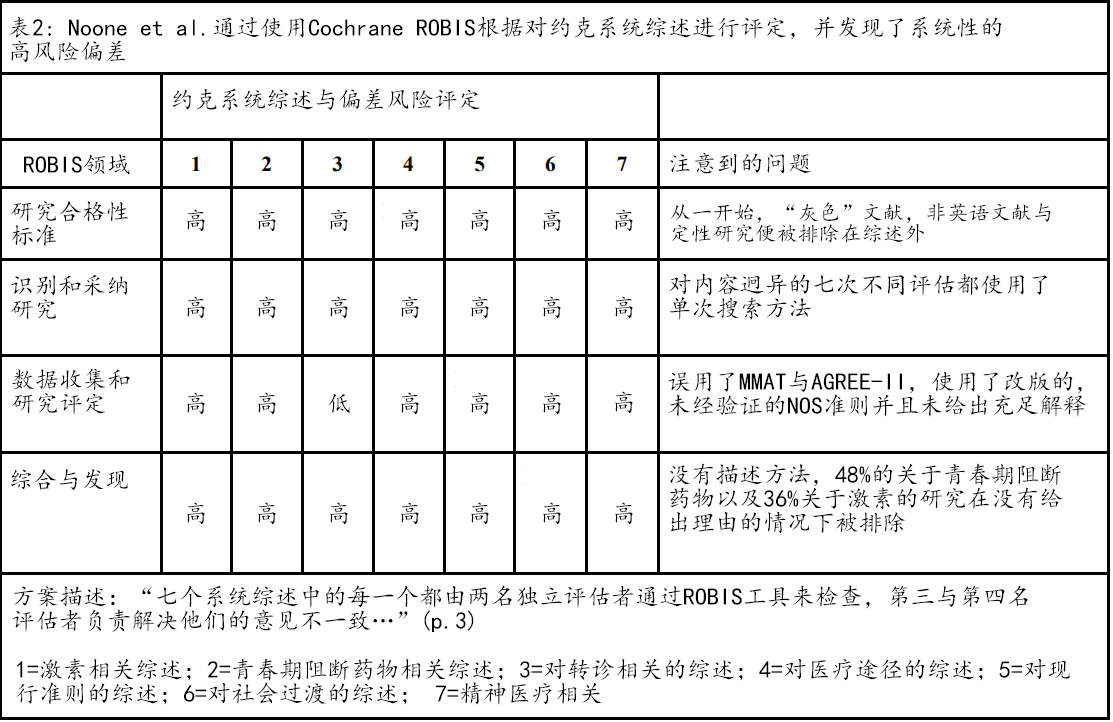 表2: Noone et al.通过使用Cochrane ROBIS根据对约克系统综述进行评定，并发现了系统性的
高风险偏差
约克系统综述与偏差风险评定
ROBIS领域 1 2 3 4 5 6 7 注意到的问题
研究合格性
标准
高 高 高 高 高 高 高
从一开始，“灰色”文献，非英语文献与
定性研究便被排除在综述外
识别和采纳
研究
高 高 高 高 高 高 高
对内容迥异的七次不同评估都使用了
单次搜索方法
数据收集和
研究评定
高 高 低 高 高 高 高
误用了MMAT与AGREE-II，使用了改版的，
未经验证的NOS准则并且未给出充足解释
综合与发现
高 高 高 高 高 高 高
没有描述方法，48%的关于青春期阻断
药物以及36%关于激素的研究在没有给
出理由的情况下被排除
方案描述：“七个系统综述中的每一个都由两名独立评估者通过ROBIS工具来检查，第三与第四名
评估者负责解决他们的意见不一致…”(p.3)
1=激素相关综述；2=青春期阻断药物相关综述；3=对转诊相关的综述；4=对医疗途径的综述；5=对现
行准则的综述；6=对社会过渡的综述； 7=精神医疗相关